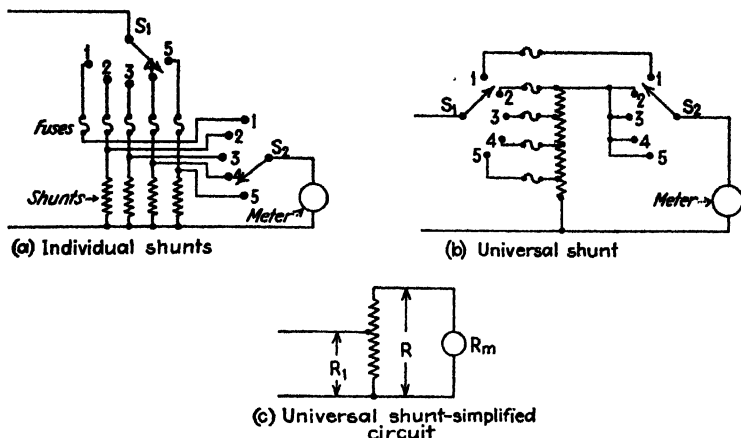 S1
1
2
3
4
5
Fuses
1
2
3
4
5
S2
Shunts
Meter
(a) Individual shunts
1
2
3
4
5
S1
1
2
3
4
5
S2
Meter
(b) Universal shunt
R1
R
Rm
(c) Universal shunt-simplified
circuit